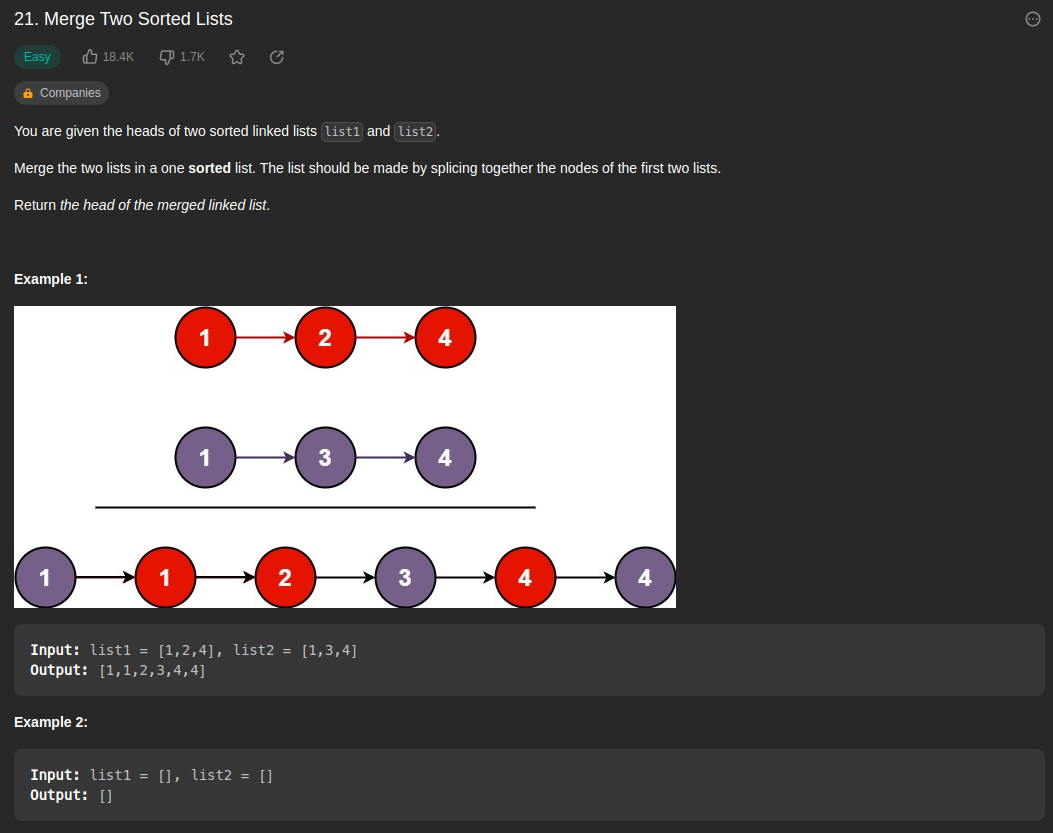 21. Merge Two Sorted Lists
Easy 18.4K 1.7K
Companies
You are given the heads of two sorted linked lists list1 and list2.
Merge the two lists in a one sorted list. The list should be made by splicing together the nodes of the first two lists.
Return the head of the merged linked list.
Example 1:
1 2 4
1 3 4
1 1 2 3 4 4
Input: list1 = [1,2,4], list2 = [1,3,4]
Output: [1,1,2,3,4,4]
Example 2:
Input: list1 = [], list2 = []
Output: []